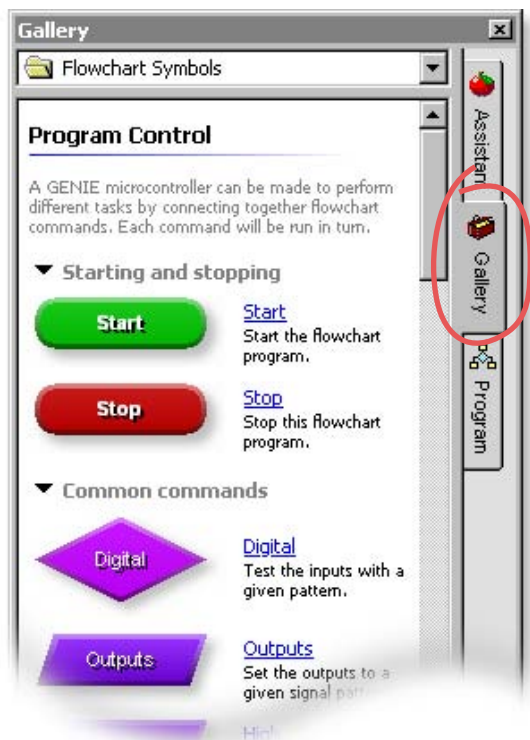 Gallery
Flowchart Symbols
Program Control
A GENIE microcontroller can be made to perform
different tasks by connecting together flowchart
commands. Each command will be run in turn.
Starting and stopping
Start
Start
Start the flowchart
program.
Stop
Stop
Stop this flowchart
program.
Common commands
Digital
Digital
Test the inputs with a
given pattern.
Outputs
Outputs
Set the outputs to a
given signal
Assistant
Gallery
Program